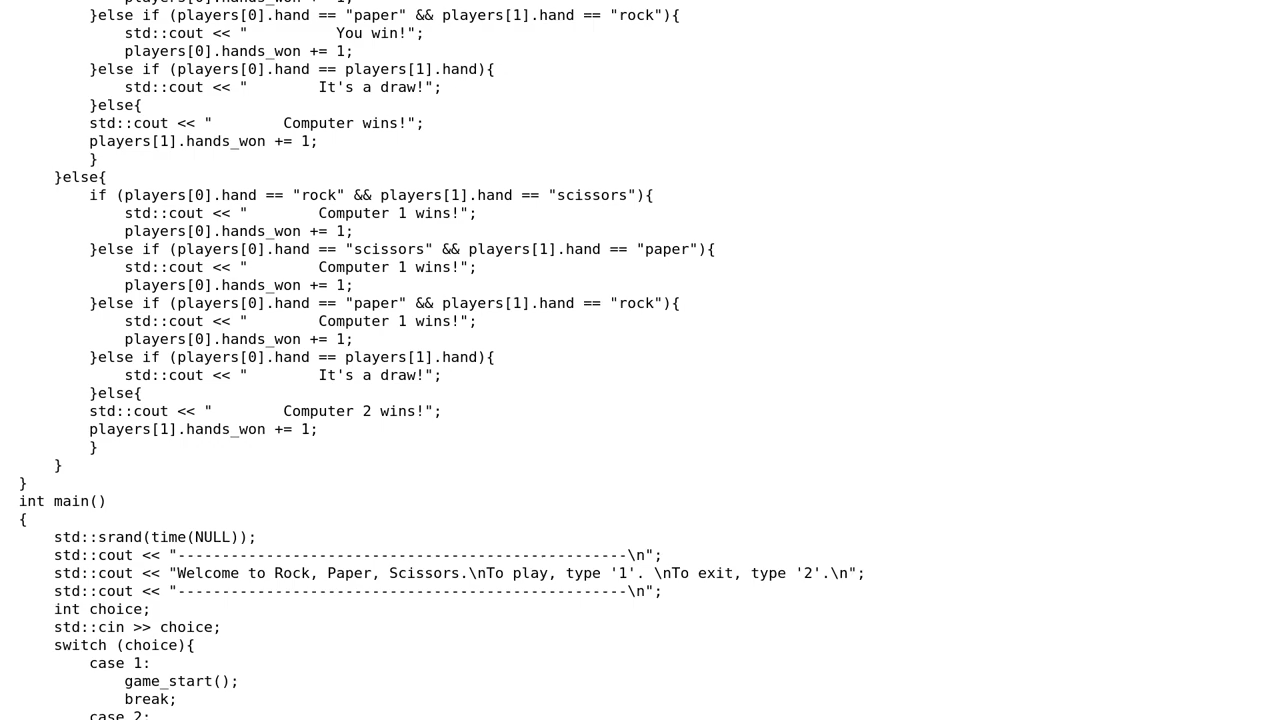 players[0].hands_won += 1;
        }else if (players[0].hand == "paper" && players[1].hand == "rock"){
            std::cout << "          You win!";
            players[0].hands_won += 1;
        }else if (players[0].hand == players[1].hand){
            std::cout << "        It's a draw!";
        }else{
        std::cout << "        Computer wins!";
        players[1].hands_won += 1;
        }
    }else{
        if (players[0].hand == "rock" && players[1].hand == "scissors"){
            std::cout << "        Computer 1 wins!";
            players[0].hands_won += 1;
        }else if (players[0].hand == "scissors" && players[1].hand == "paper"){
            std::cout << "        Computer 1 wins!";
            players[0].hands_won += 1;
        }else if (players[0].hand == "paper" && players[1].hand == "rock"){
            std::cout << "        Computer 1 wins!";
            players[0].hands_won += 1;
        }else if (players[0].hand == players[1].hand){
            std::cout << "        It's a draw!";
        }else{
        std::cout << "        Computer 2 wins!";
        players[1].hands_won += 1;
        }
    }
}
int main()
{
    std::srand(time(NULL));
    std::cout << "---------------------------------------------------\n";
    std::cout << "Welcome to Rock, Paper, Scissors.\nTo play, type '1'. \nTo exit, type '2'.\n";
    std::cout << "---------------------------------------------------\n";
    int choice;
    std::cin >> choice;
    switch (choice){
        case 1:
            game_start();
            break;
        case 2: